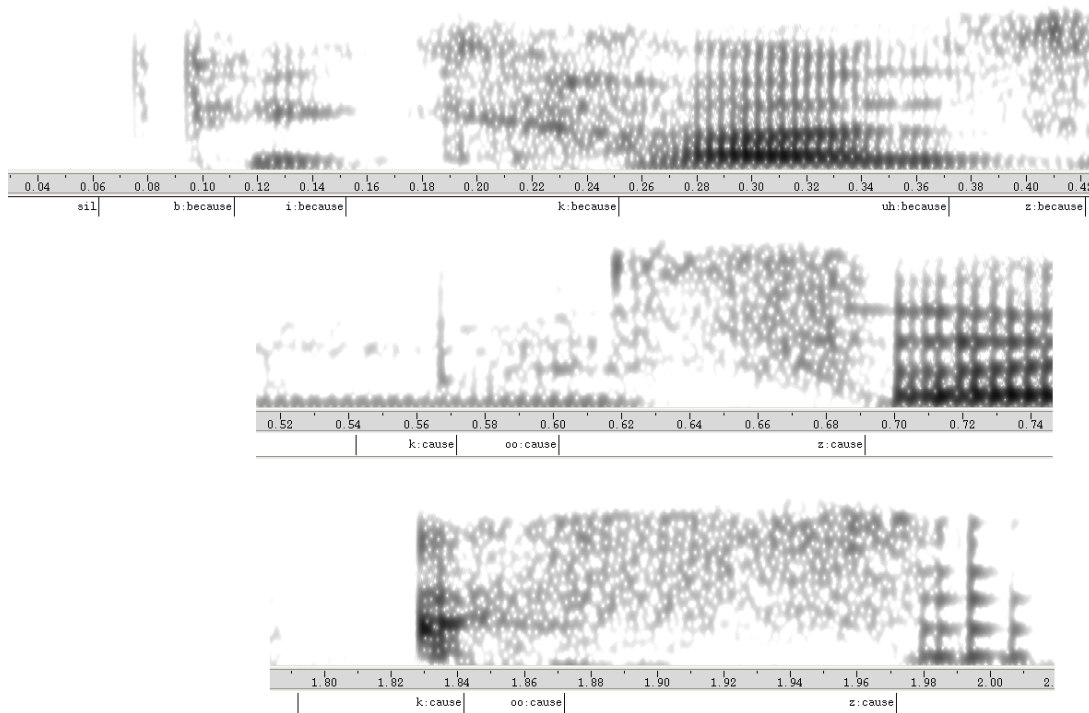 0.04 0.06 0.08 0.10 0.12 0.14 0.16 0.18 0.20 0.22 0.24 0.26 0.28 0.30 0.32 0.34 0.36 0.38 0.40
sil b:because i:because k:because uh:because z:because
0.52 0.54 0.56 0.58 0.60 0.62 0.64 0.66 0.68 0.70 0.72 0.74
k:cause oo:cause z:cause
1.80 1.82 1.84 1.86 1.88 1.90 1.92 1.94 1.96 1.98 2.00
k:cause oo:cause z:cause